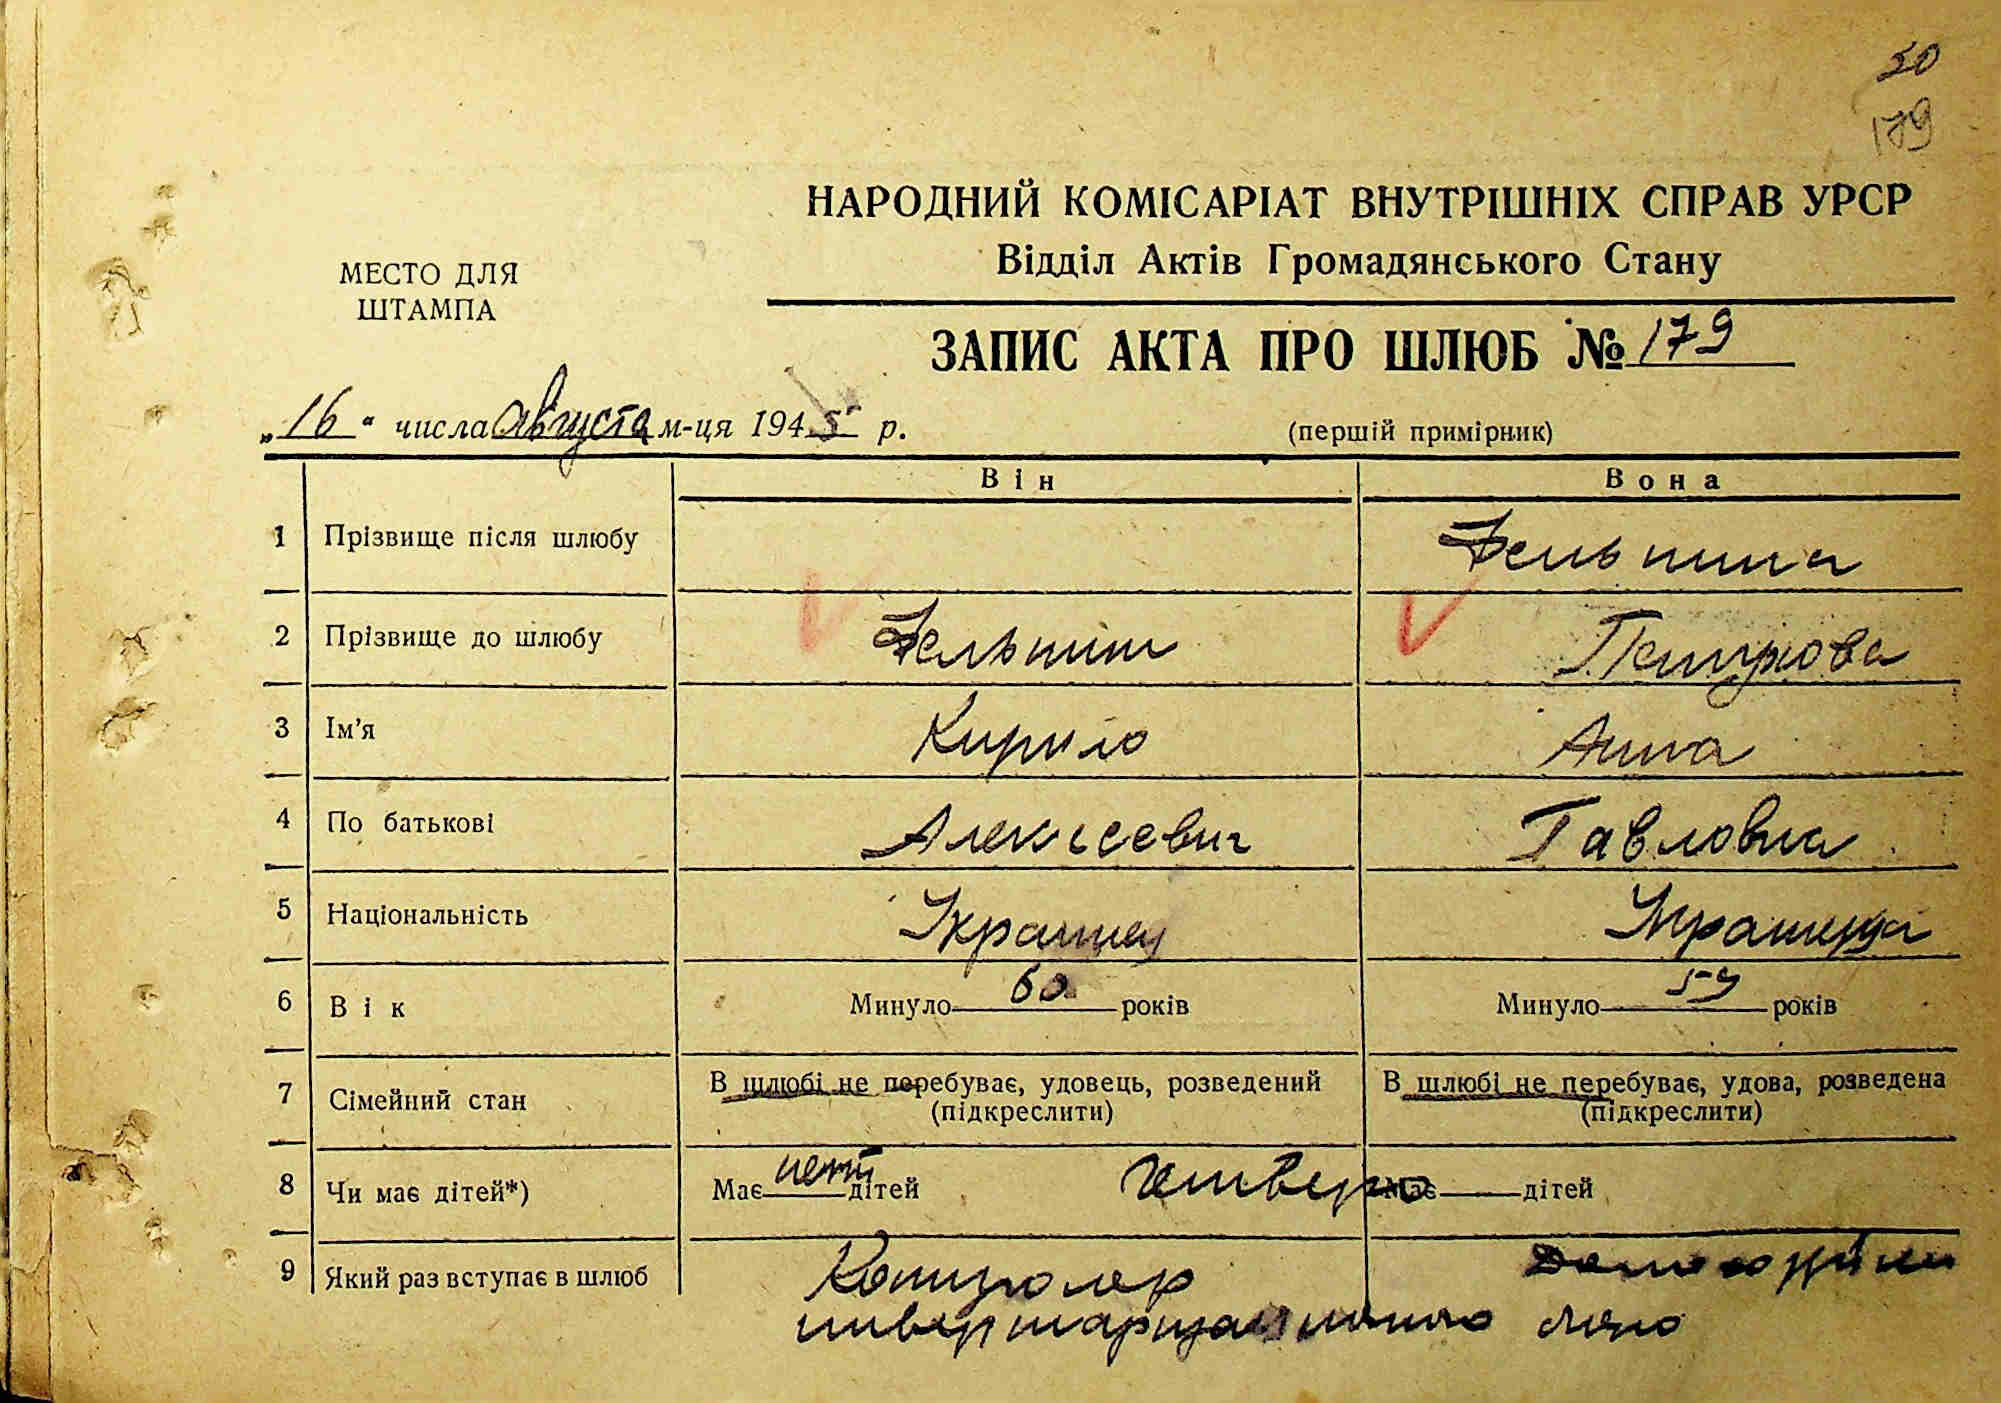 50
179
НАРОДНИЙ КОМІСАРІАТ ВНУТРІШНІХ СПРАВ УРСР
Відділ Актів Громадянського Стану
МЕСТО ДЛЯ
ШТАМПА
ЗАПИС АКТА ПРО ШЛЮБ № 179
„16“ числа Августа м-ця 1945 р.
(першій примірник)
Він Вона
1 Прізвище після шлюбу
2 Прізвище до шлюбу
3 Ім'я Кирило Анна
4 По батькові Алексеевич Павловна
5 Національність Украинец Украинка
6 Вік Минуло 60 років Минуло 59 років
7 Сімейний стан В шлюбі не перебуває, удовець, розведений В шлюбі не перебуває, удова, розведена
(підкреслити) (підкреслити)
8 Чи має дітей*) Має нет дітей четверо Має дітей
9 Який раз вступає в шлюб Контролер